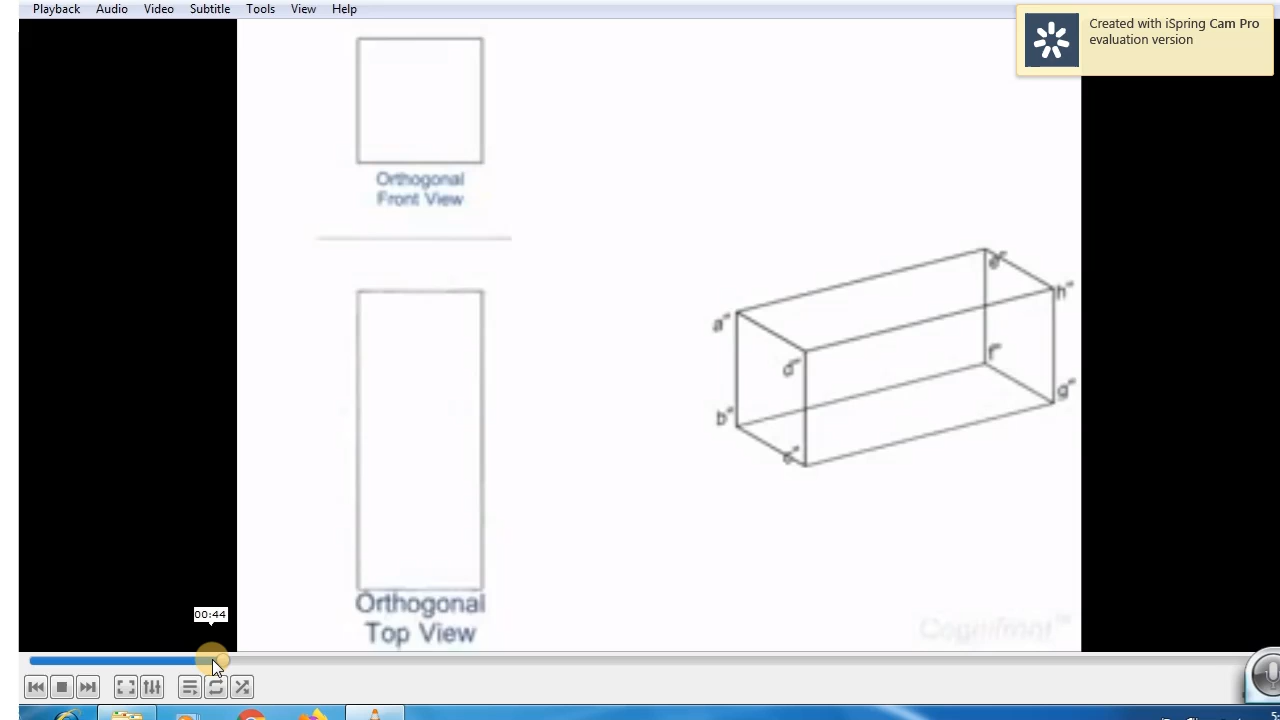 Playback Audio Video Subtitle Tools View Help
Created with iSpring Cam Pro
evaluation version
Orthogonal
Front View
a"
b"
d"
h"
g"
Orthogonal
Top View
00:44